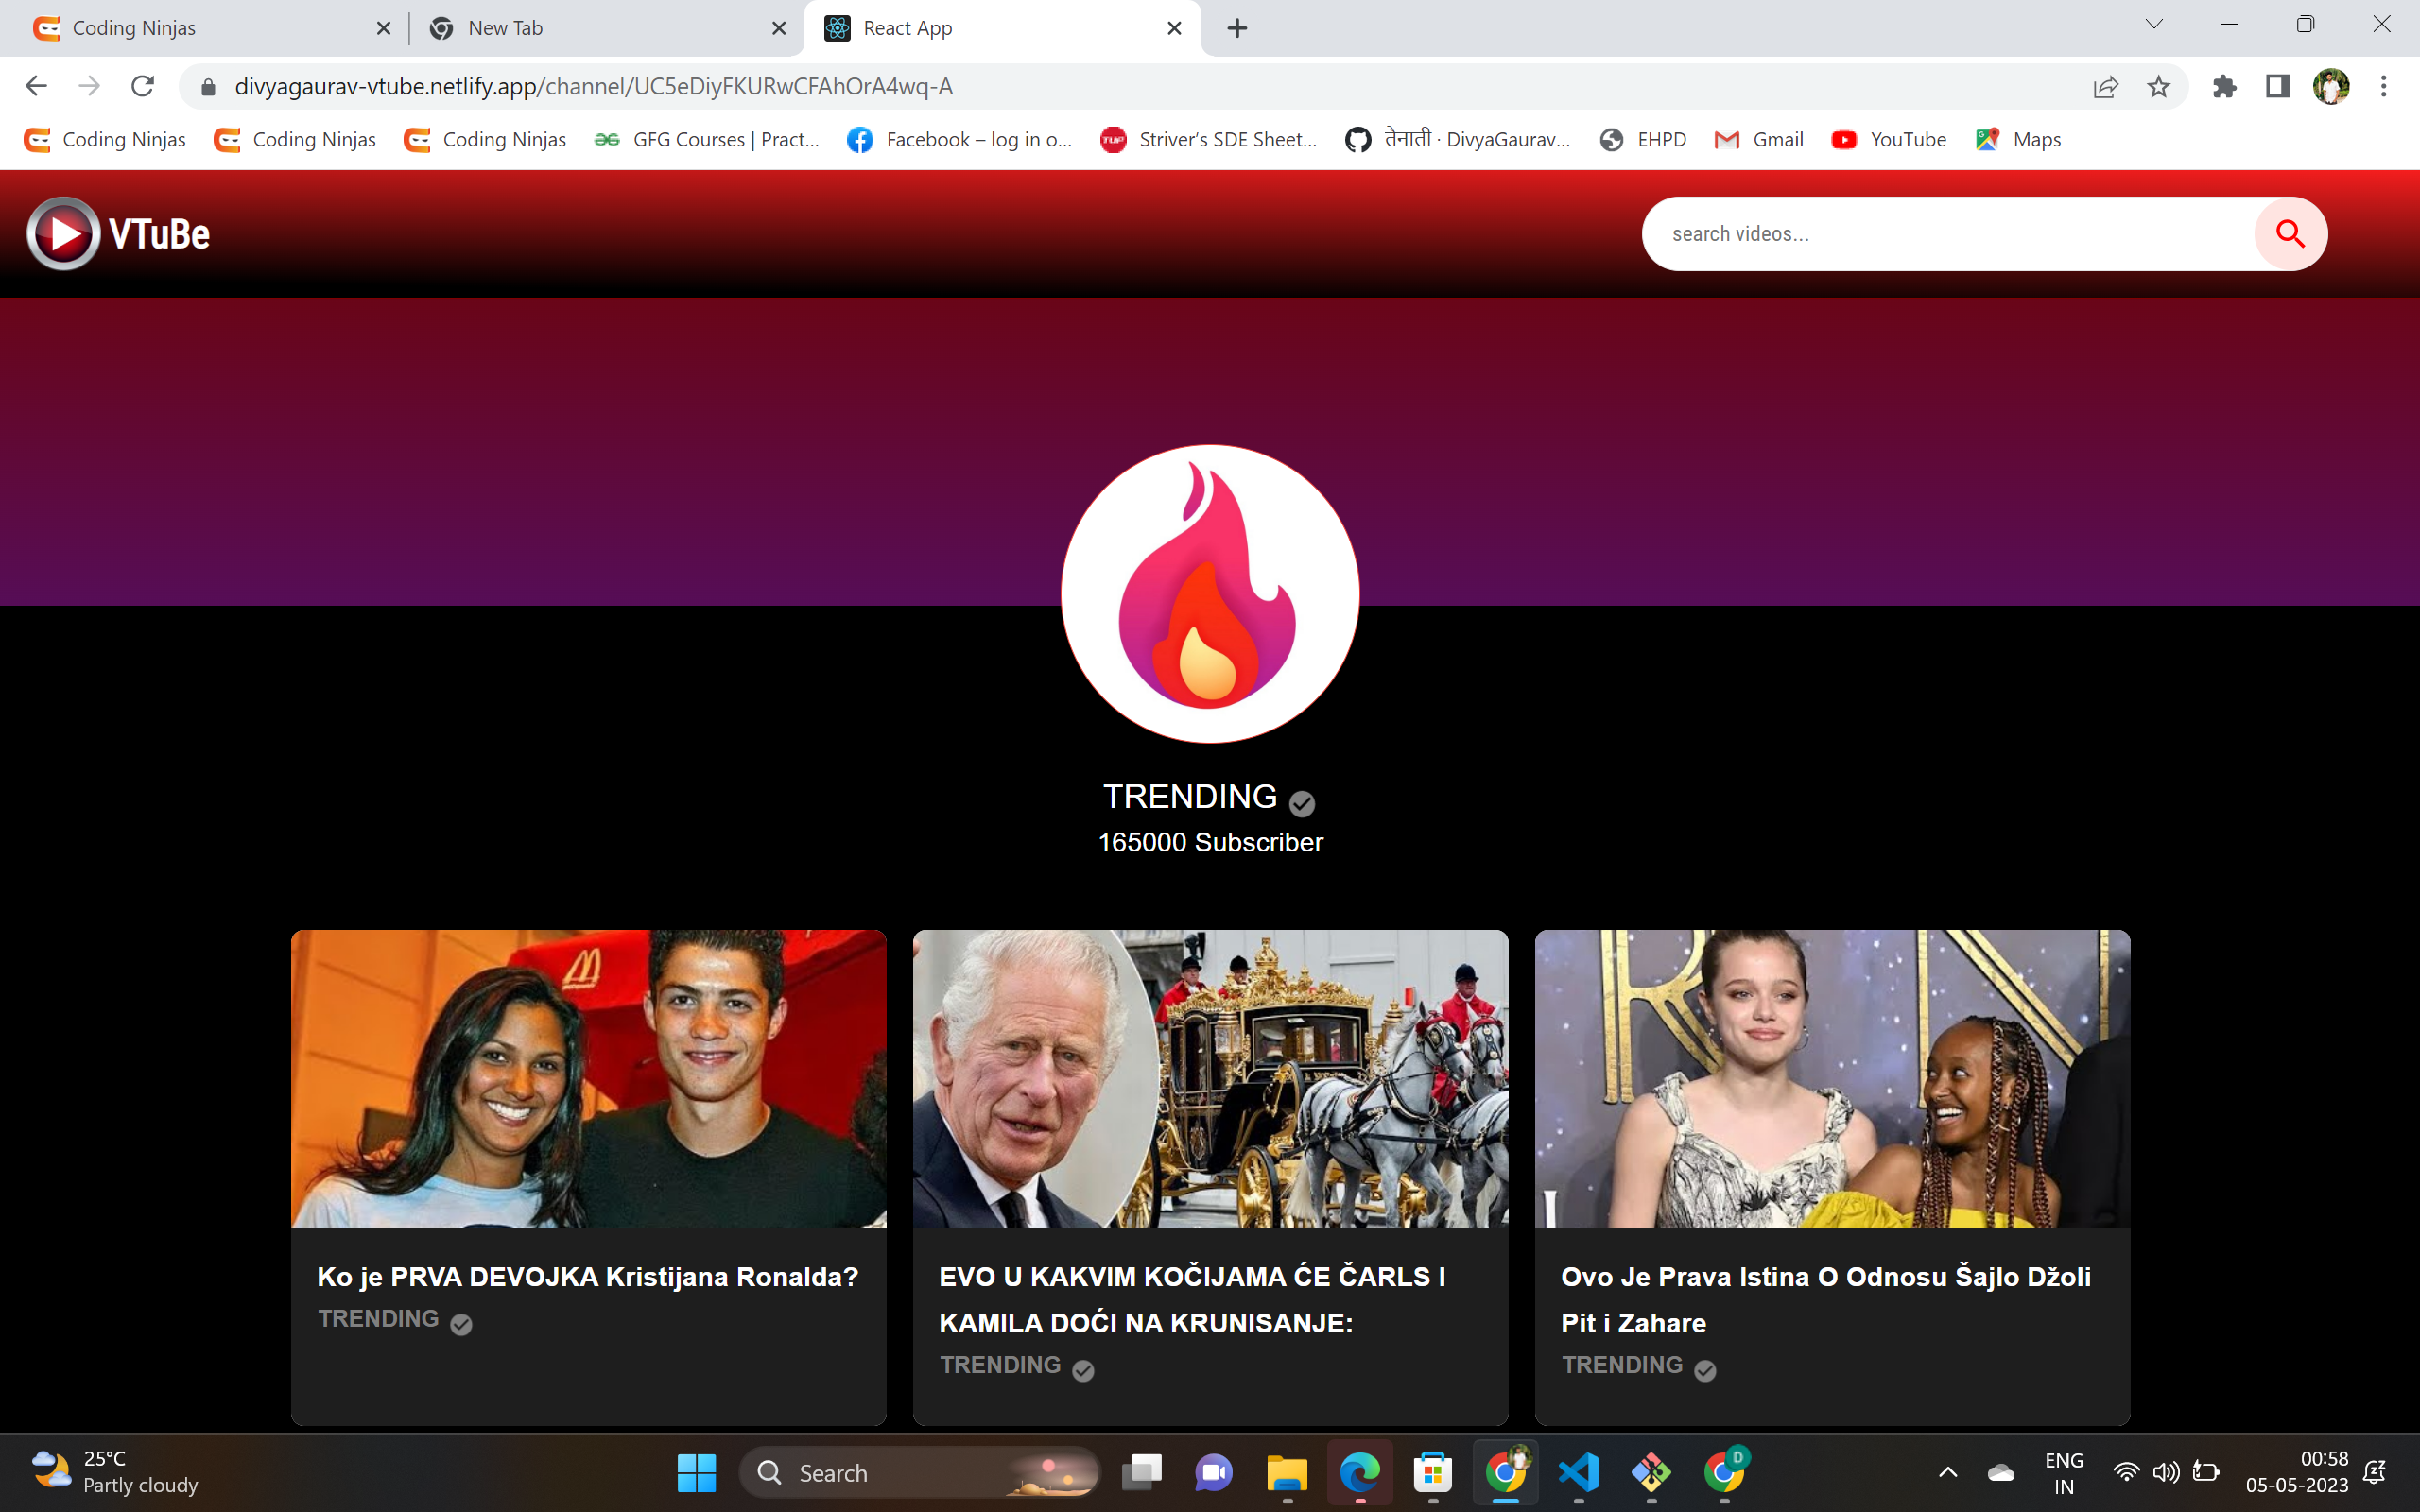 Coding Ninjas
New Tab
React App
divyagaurav-vtube.netlify.app/channel/UC5eDiyFKURwCFAhOrA4wq-A
Coding Ninjas
Coding Ninjas
Coding Ninjas
GFG Courses | Pract...
Facebook – log in o...
TUF
Striver's SDE Sheet...
तैनाती · DivyaGaurav...
EHPD
Gmail
YouTube
Maps
VTuBe
search videos...
TRENDING
165000 Subscriber
Ko je PRVA DEVOJKA Kristijana Ronalda?
TRENDING
EVO U KAKVIM KOČIJAMA ĆE ČARLS I
KAMILA DOĆI NA KRUNISANJE:
TRENDING
Ovo Je Prava Istina O Odnosu Šajlo Džoli
Pit i Zahare
TRENDING
25°C
Partly cloudy
Search
D
ENG
IN
00:58
05-05-2023